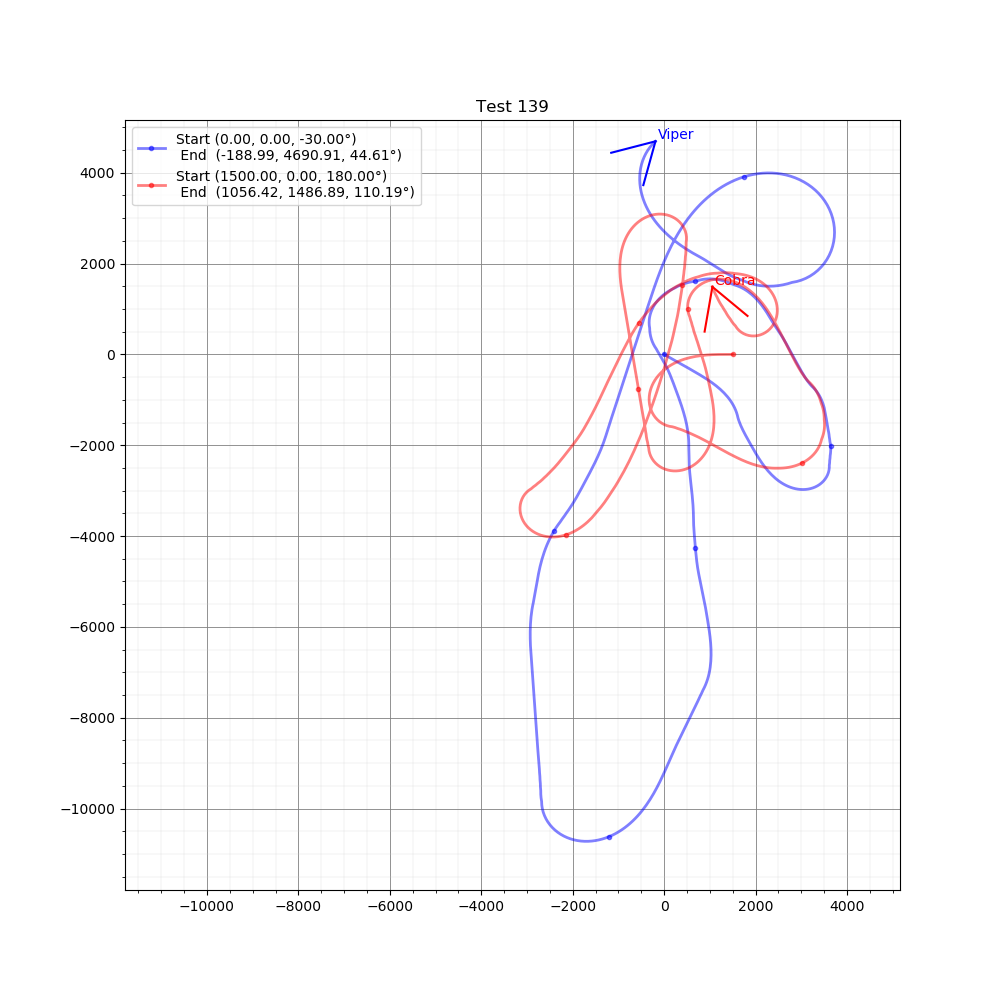 Test 139
Start (0.00, 0.00, -30.00°)
End (-188.99, 4690.91, 44.61°)
Start (1500.00, 0.00, 180.00°)
End (1056.42, 1486.89, 110.19°)
Viper
Cobra
4000
2000
0
−2000
−4000
−6000
−8000
−10000
−10000 −8000 −6000 −4000 −2000 0 2000 4000